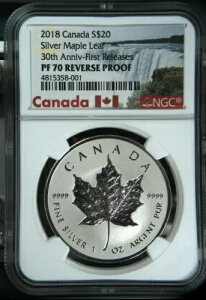 2018 Canada S$20
Silver Maple Leaf
30th Anniv-First Releases
PF 70 REVERSE PROOF
4815358-001
Canada
NGC
CANADA
9999 9999
FINE SILVER 1 OZ ARGENT PUR